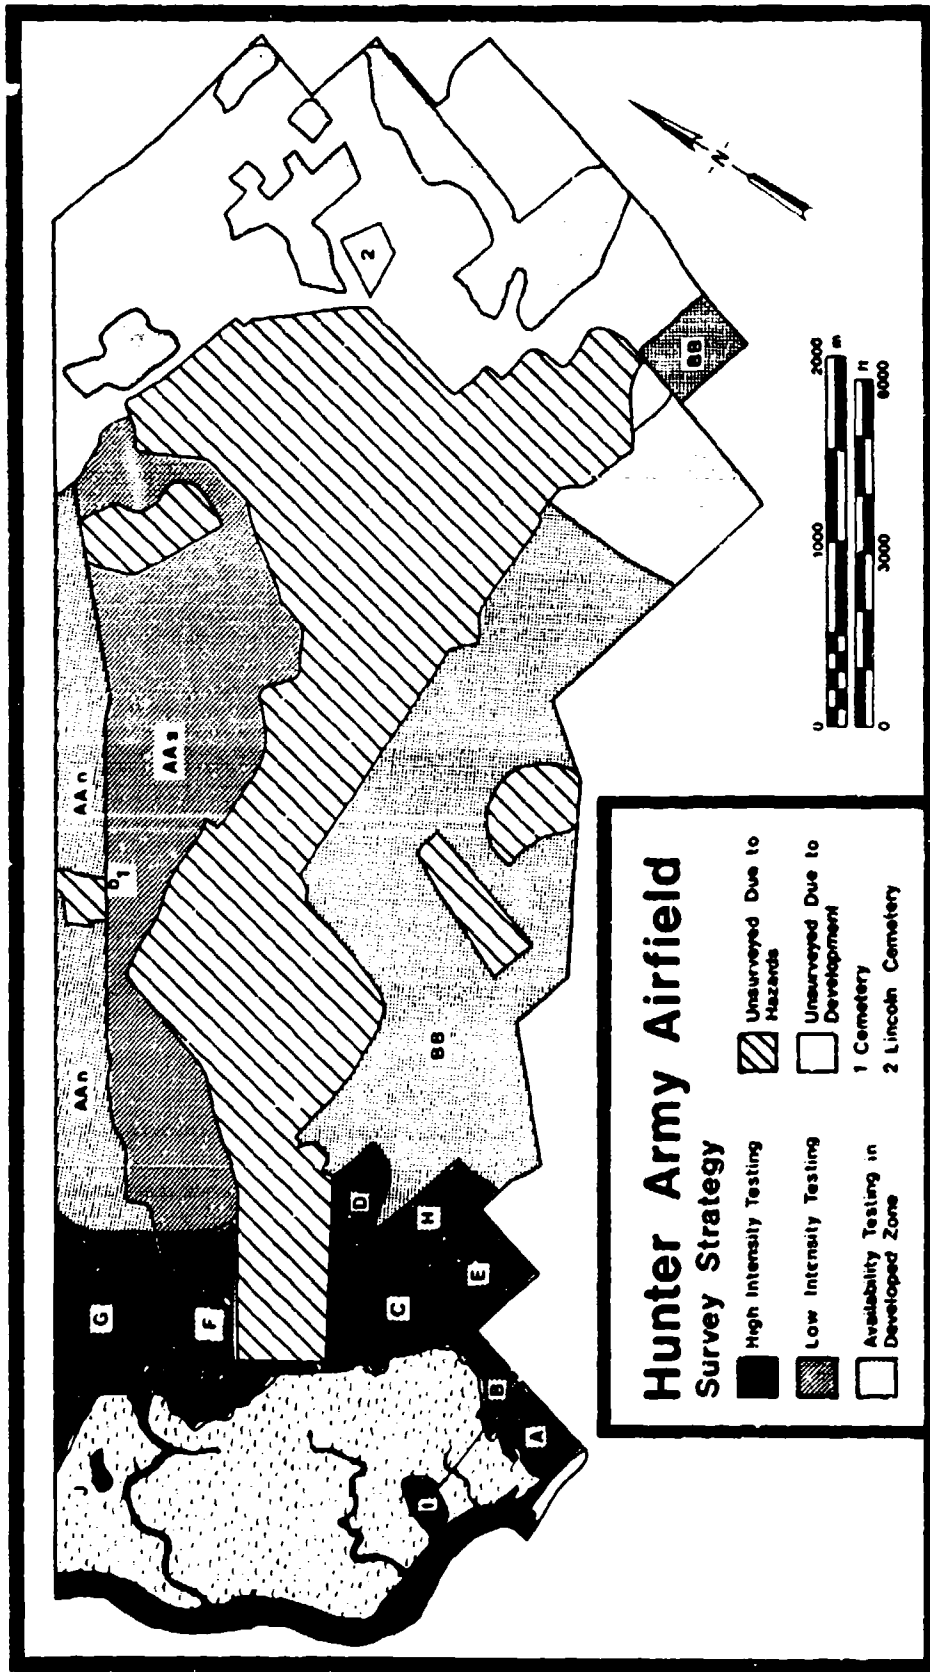 G
AAn
AAn
J
F
1
AAs
D
BB
2
I
C
H
B
E
BB
A
N
Hunter Army Airfield
Survey Strategy
High Intensity Testing
Low Intensity Testing
Availability Testing in
Developed Zone
Unsurveyed Due to
Hazards
Unsurveyed Due to
Development
1 Cemetery
2 Lincoln Cemetery
0 1000 2000
m
ft
0 3000 6000